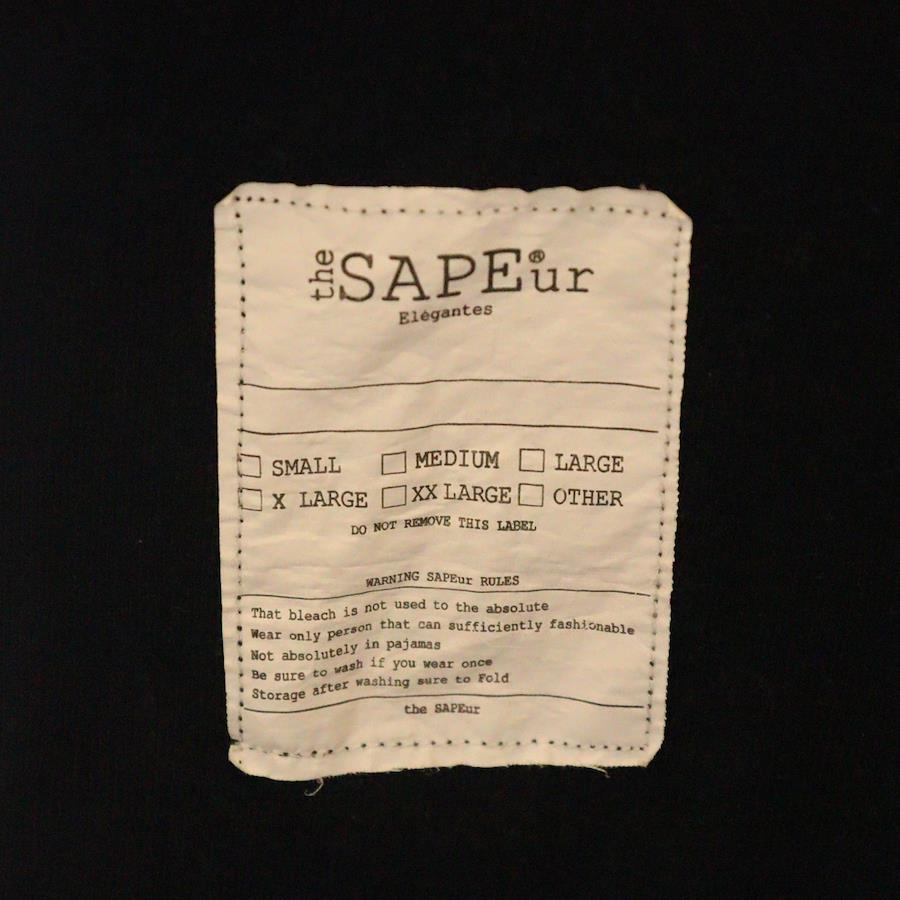 the SAPEur®
Elégantes
☐ SMALL ☐ MEDIUM ☐ LARGE
☐ X LARGE ☐ XX LARGE ☐ OTHER
DO NOT REMOVE THIS LABEL
WARNING SAPEur RULES
That bleach is not used to the absolute
Wear only person that can sufficiently fashionable
Not absolutely in pajamas
Be sure to wash if you wear once
Storage after washing sure to Fold
the SAPEur